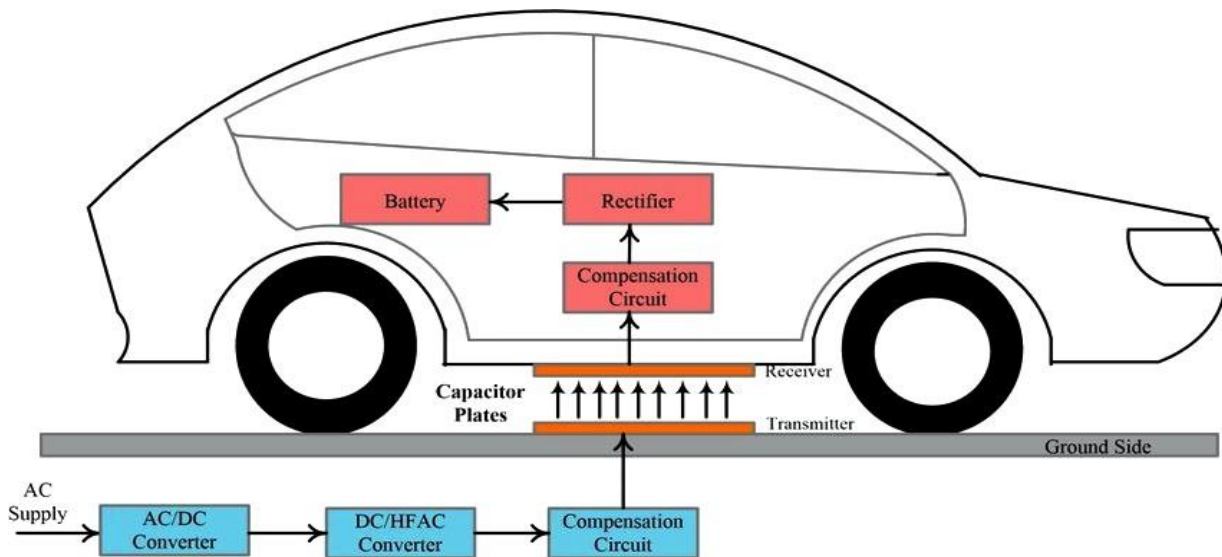 Battery
Rectifier
Compensation
Circuit
Receiver
Capacitor
Plates
Transmitter
Ground Side
AC
Supply
AC/DC
Converter
DC/HFAC
Converter
Compensation
Circuit